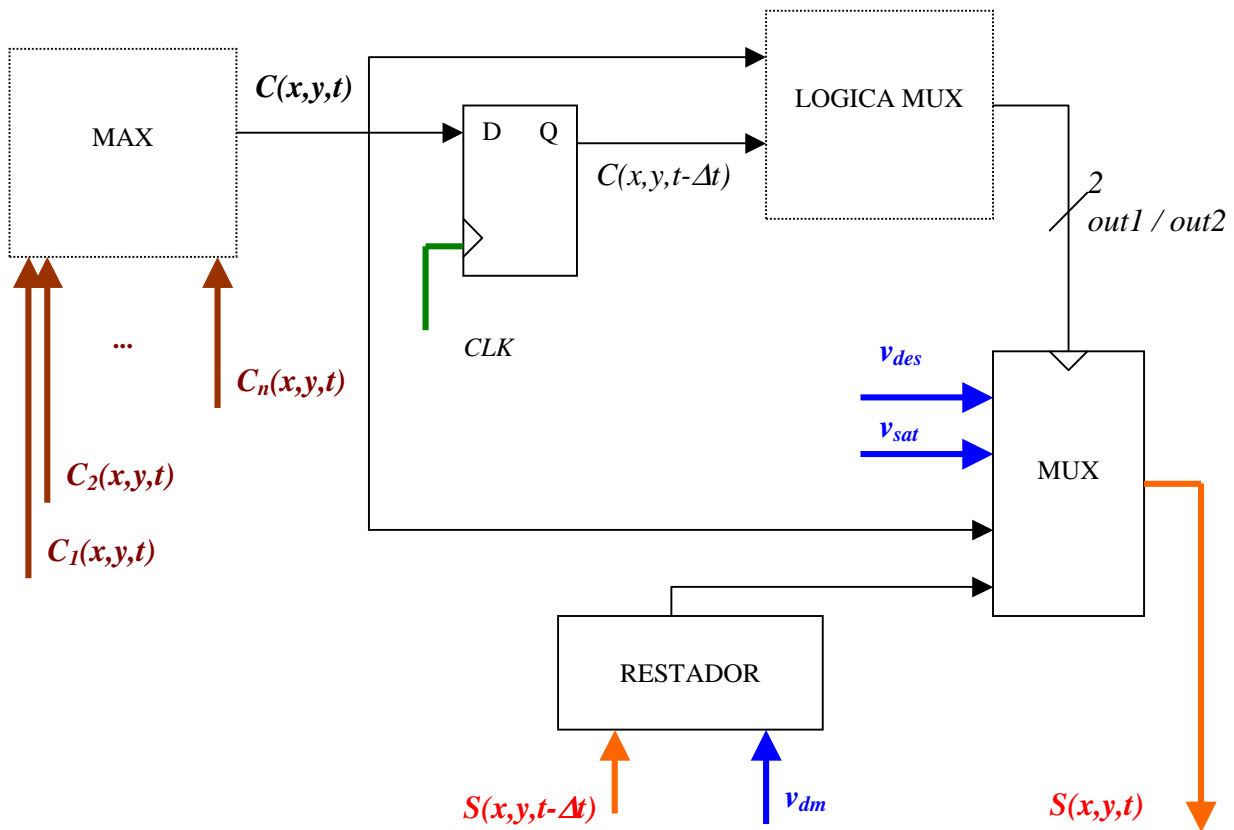 MAX
C(x,y,t)
D Q
C(x,y,t-Δt)
LOGICA MUX
2
out1 / out2
CLK
...
Cn(x,y,t)
C2(x,y,t)
C1(x,y,t)
vdes
vsat
MUX
RESTADOR
S(x,y,t-Δt)
vdm
S(x,y,t)